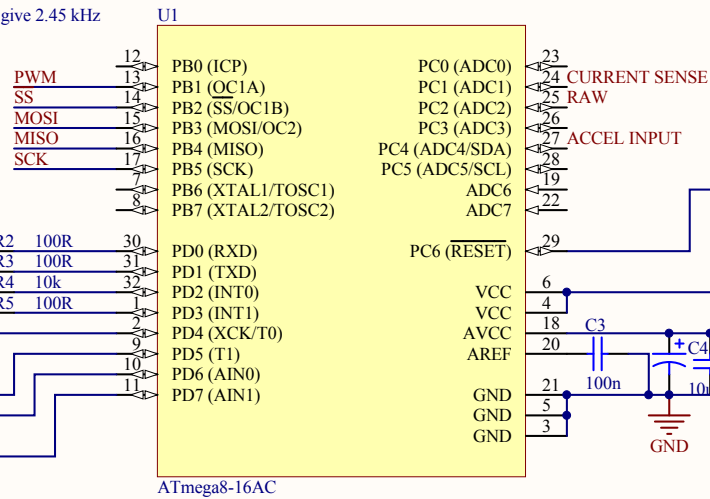 give 2.45 kHz
U1
12 PB0 (ICP) PC0 (ADC0) 23
PWM 13 PB1 (OC1A) PC1 (ADC1) 24 CURRENT SENSE
SS 14 PB2 (SS/OC1B) PC2 (ADC2) 25 RAW
MOSI 15 PB3 (MOSI/OC2) PC3 (ADC3) 26
MISO 16 PB4 (MISO) PC4 (ADC4/SDA) 27 ACCEL INPUT
SCK 17 PB5 (SCK) PC5 (ADC5/SCL) 28
7 PB6 (XTAL1/TOSC1) ADC6 19
8 PB7 (XTAL2/TOSC2) ADC7 22
R2 100R 30 PD0 (RXD) PC6 (RESET) 29
R3 100R 31 PD1 (TXD)
R4 10k 32 PD2 (INT0) VCC 6
R5 100R 1 PD3 (INT1) VCC 4
2 PD4 (XCK/T0) AVCC 18 C3
9 PD5 (T1) AREF 20 + C4
10 PD6 (AIN0) 100n 10u
11 PD7 (AIN1) GND 21
GND 5
GND 3 GND
ATmega8-16AC